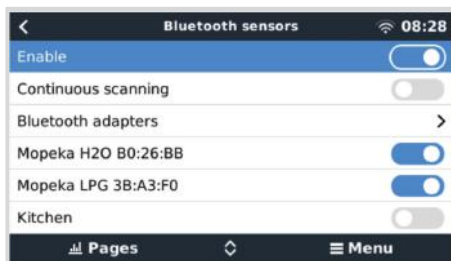 Bluetooth sensors 08:28
Enable
Continuous scanning
Bluetooth adapters
Mopeka H2O B0:26:BB
Mopeka LPG 3B:A3:F0
Kitchen
Pages Menu